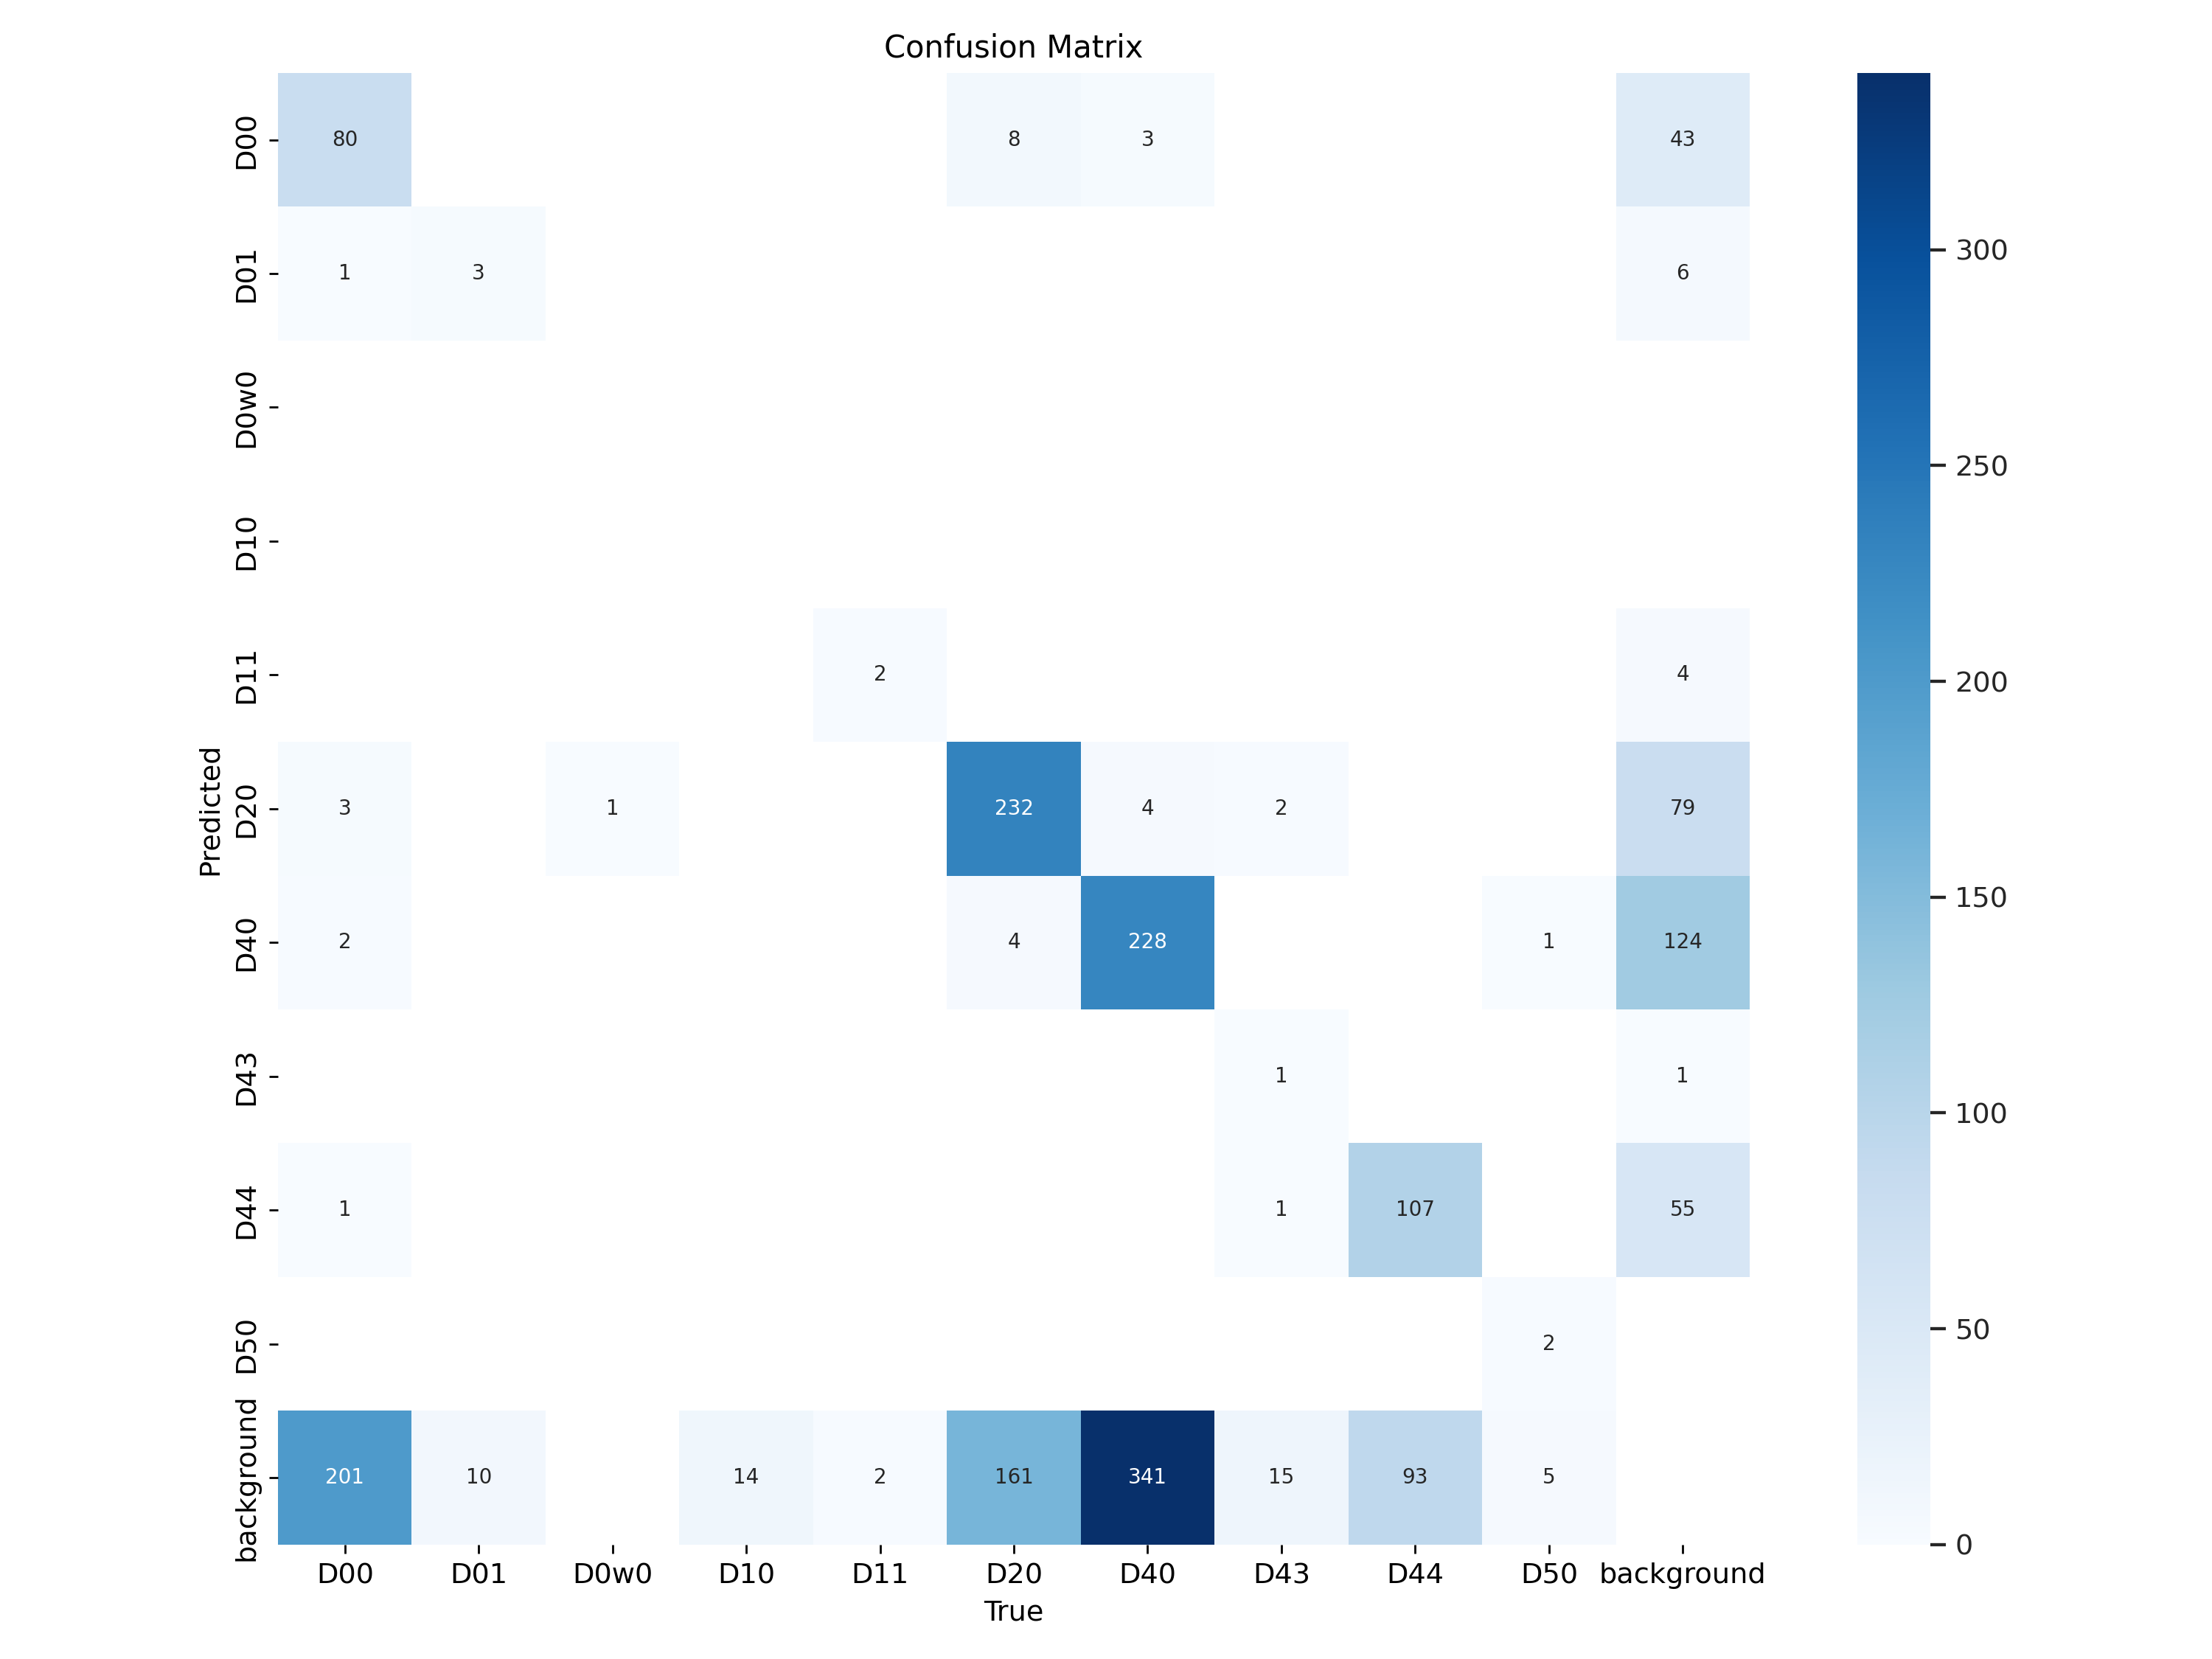 Confusion Matrix
D00 80 8 3 43
D01 1 3 6
D0w0
D10
D11 2 4
D20 3 1 232 4 2 79
D40 2 4 228 1 124
D43 1 1
D44 1 1 107 55
D50 2
background 201 10 14 2 161 341 15 93 5
Predicted
D00 D01 D0w0 D10 D11 D20 D40 D43 D44 D50 background
True
300
250
200
150
100
50
0